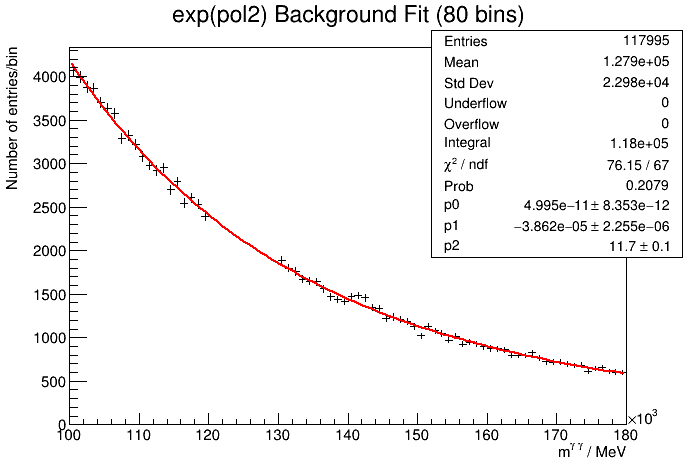 exp(pol2) Background Fit (80 bins)
Number of entries/bin
Entries 117995
Mean 1.279e+05
Std Dev 2.298e+04
Underflow 0
Overflow 0
Integral 1.18e+05
χ² / ndf 76.15 / 67
Prob 0.2079
p0 4.995e−11 ± 8.353e−12
p1 −3.862e−05 ± 2.255e−06
p2 11.7 ± 0.1
4000
3500
3000
2500
2000
1500
1000
500
0
100 110 120 130 140 150 160 170 180
×10³
m^γγ / MeV